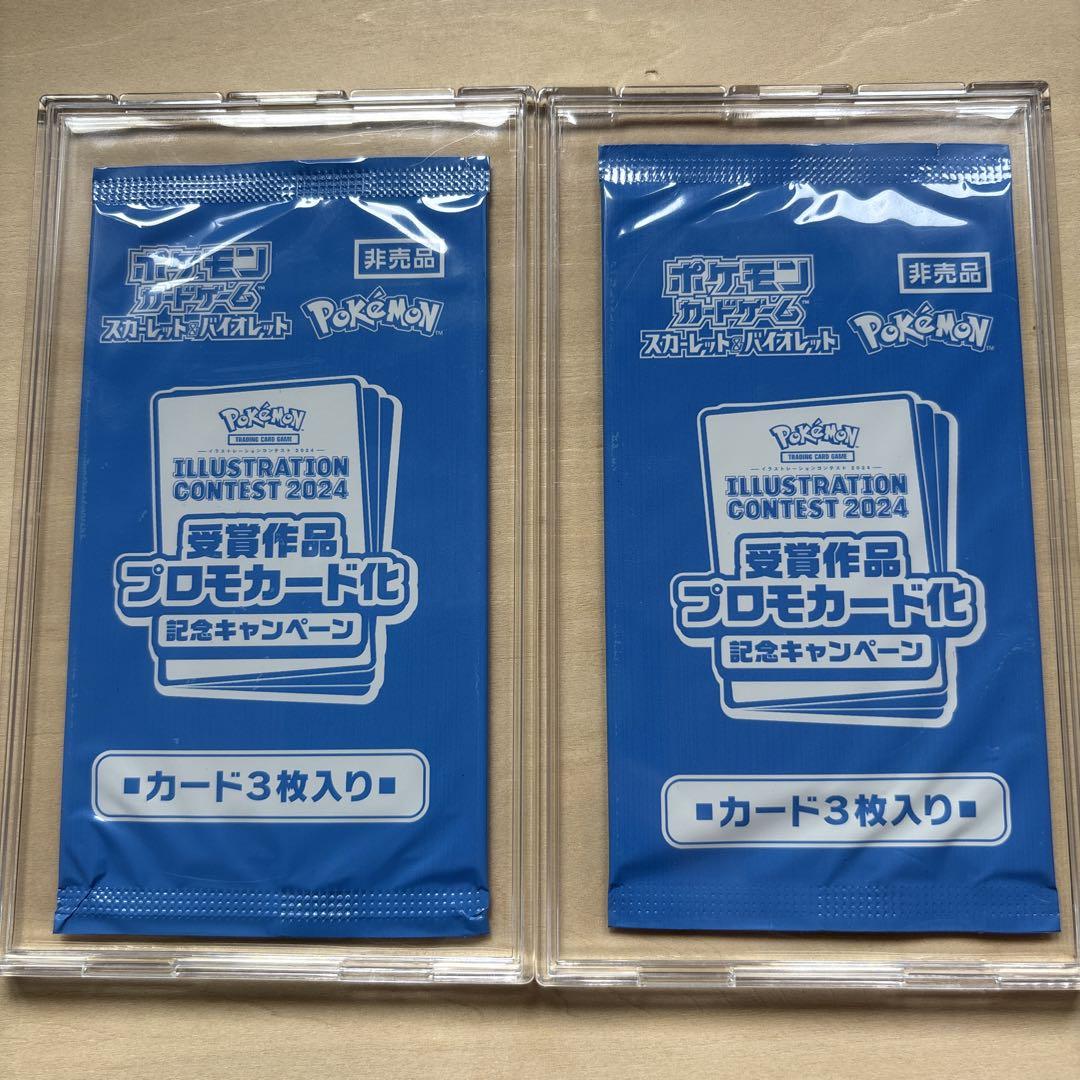 ポケモン
カードゲーム™
スカーレット&バイオレット
非売品
POKÉMON™
POKÉMON
TRADING CARD GAME
イラストレーションコンテスト 2024
ILLUSTRATION
CONTEST 2024
受賞作品
プロモカード化
記念キャンペーン
■カード3枚入り■
ポケモン
カードゲーム™
スカーレット&バイオレット
非売品
POKÉMON™
POKÉMON
TRADING CARD GAME
イラストレーションコンテスト 2024
ILLUSTRATION
CONTEST 2024
受賞作品
プロモカード化
記念キャンペーン
■カード3枚入り■